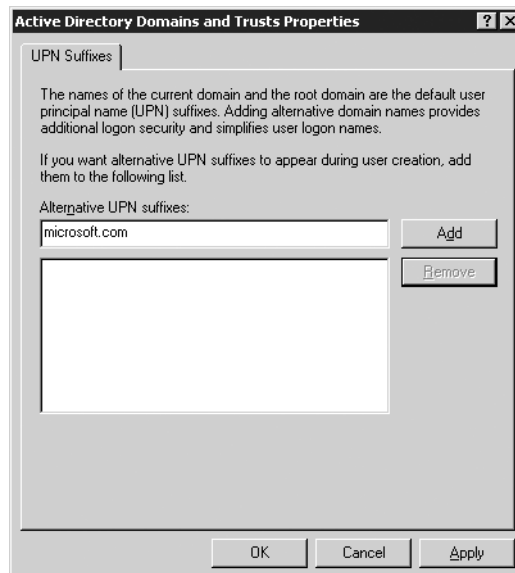 Active Directory Domains and Trusts Properties
UPN Suffixes
The names of the current domain and the root domain are the default user
principal name (UPN) suffixes. Adding alternative domain names provides
additional logon security and simplifies user logon names.
If you want alternative UPN suffixes to appear during user creation, add
them to the following list.
Alternative UPN suffixes:
microsoft.com
Add
Remove
OK
Cancel
Apply